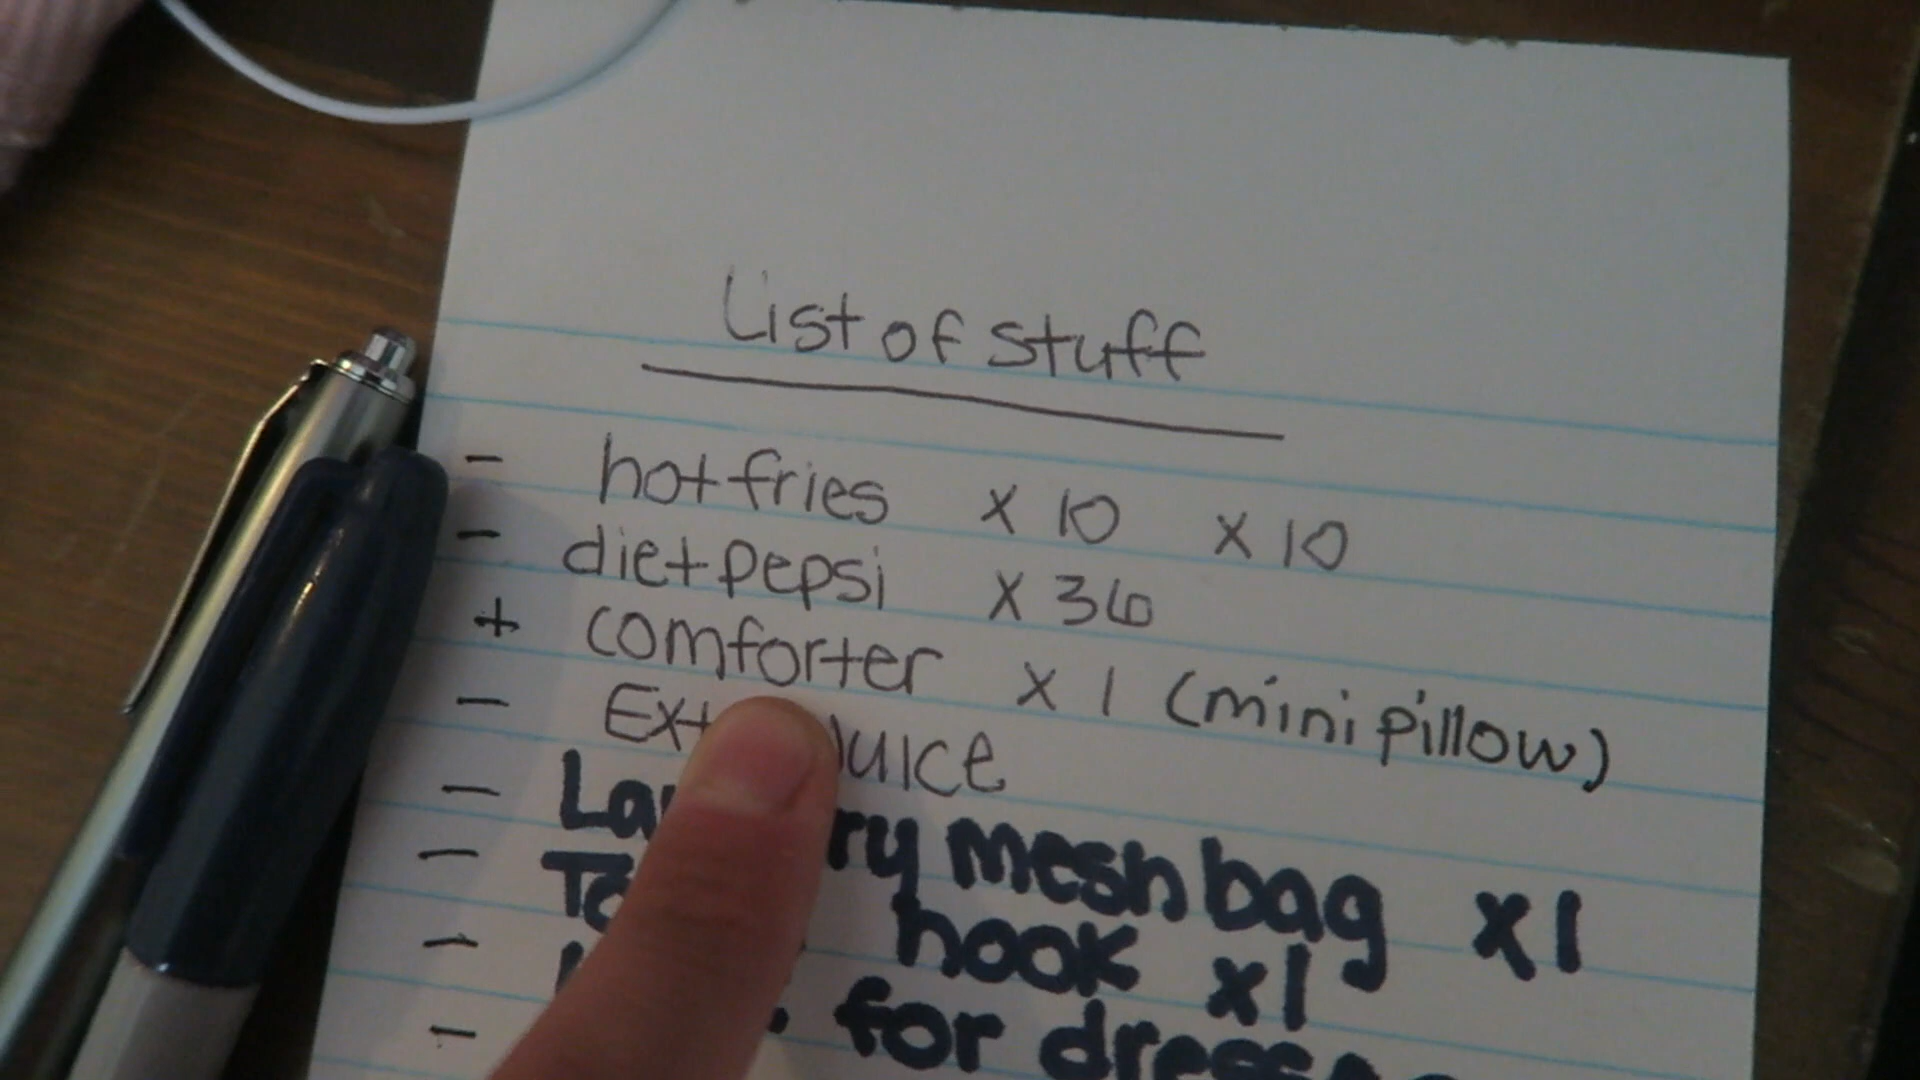 List of stuff
- hot fries x 10 x 10
- diet pepsi x 36
+ comforter x 1 (mini pillow)
- juice
- mesh bag x1
- hook x1
- for
-